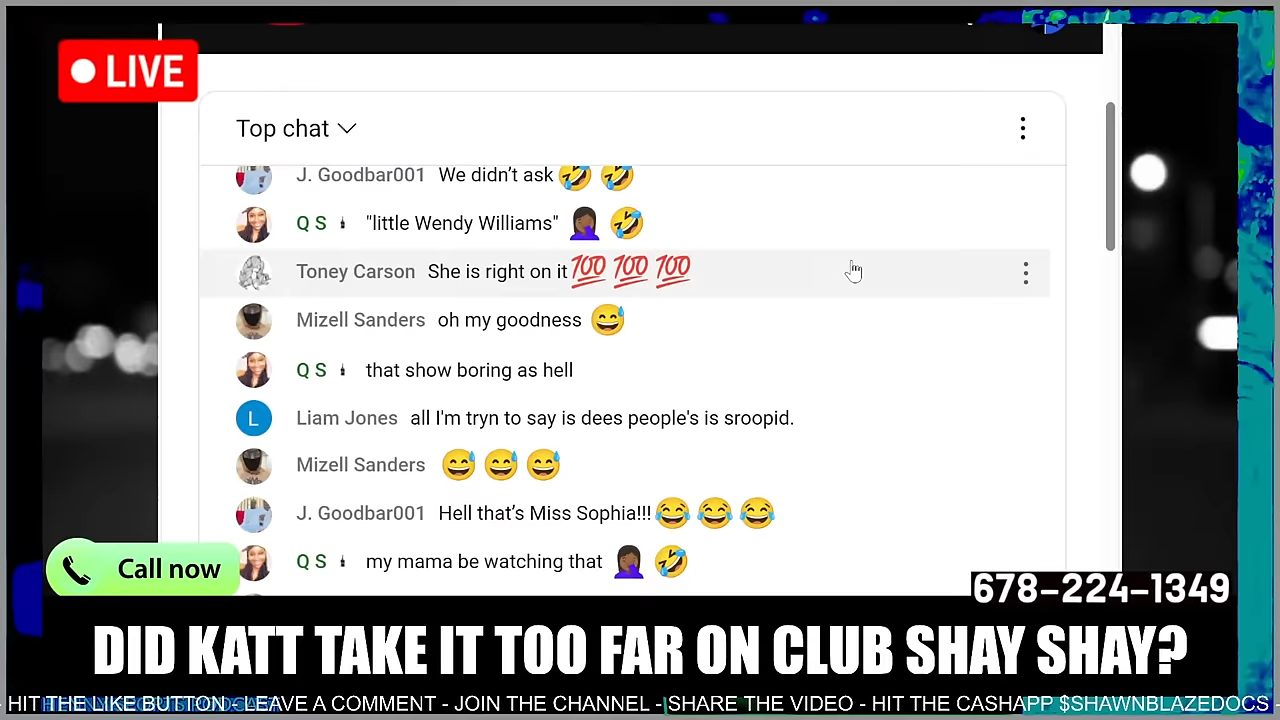 LIVE
Top chat
J. Goodbar001 We didn't ask
Q S "little Wendy Williams"
Toney Carson She is right on it 💯 💯 💯
Mizell Sanders oh my goodness
Q S that show boring as hell
Liam Jones all I'm tryn to say is dees people's is sroopid.
L
Mizell Sanders
J. Goodbar001 Hell that's Miss Sophia!!!
Q S my mama be watching that
Call now
678-224-1349
DID KATT TAKE IT TOO FAR ON CLUB SHAY SHAY?
HIT THE LIKE BUTTON - LEAVE A COMMENT - JOIN THE CHANNEL - SHARE THE VIDEO - HIT THE CASHAPP $SHAWNBLAZEDOCS -